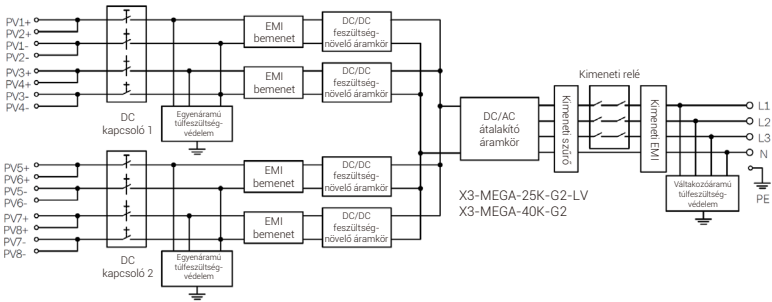 PV1+
PV2+
PV1-
PV2-
PV3+
PV4+
PV3-
PV4-
DC
kapcsoló 1
Egyenáramú
túlfeszültség-
védelem
EMI
bemenet
DC/DC
feszültség-
növelő áramkör
EMI
bemenet
DC/DC
feszültség-
növelő áramkör
PV5+
PV6+
PV5-
PV6-
PV7+
PV8+
PV7-
PV8-
DC
kapcsoló 2
Egyenáramú
túlfeszültség-
védelem
EMI
bemenet
DC/DC
feszültség-
növelő áramkör
EMI
bemenet
DC/DC
feszültség-
növelő áramkör
DC/AC
átalakító
áramkör
Kimeneti szűrő
Kimeneti relé
Kimeneti EMI
L1
L2
L3
N
PE
Váltakozóáramú
túlfeszültség-
védelem
X3-MEGA-25K-G2-LV
X3-MEGA-40K-G2